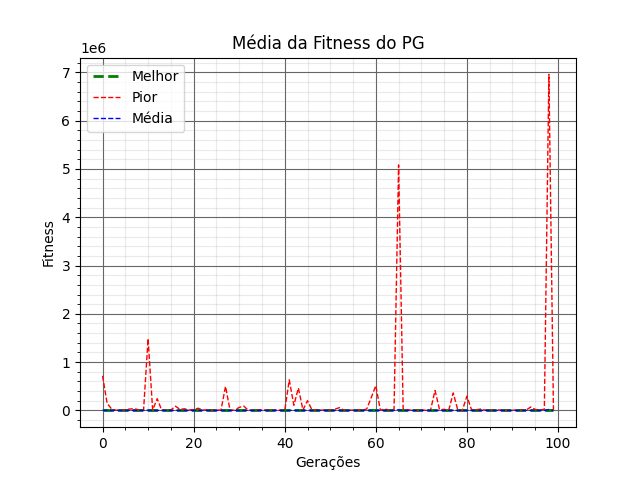 Média da Fitness do PG
1e6
Melhor
Pior
Média
7
6
5
4
3
2
1
0
Fitness
0 20 40 60 80 100
Gerações